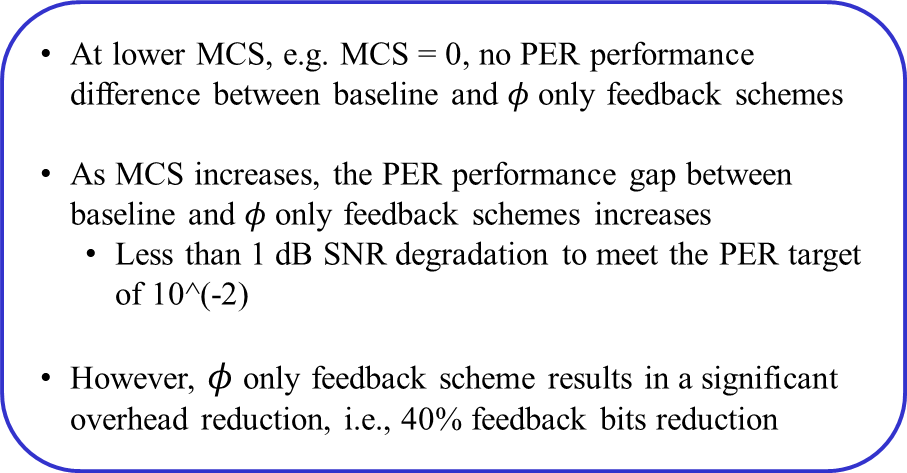 • At lower MCS, e.g. MCS = 0, no PER performance
difference between baseline and ϕ only feedback schemes
• As MCS increases, the PER performance gap between
baseline and ϕ only feedback schemes increases
• Less than 1 dB SNR degradation to meet the PER target
of 10^(-2)
• However, ϕ only feedback scheme results in a significant
overhead reduction, i.e., 40% feedback bits reduction